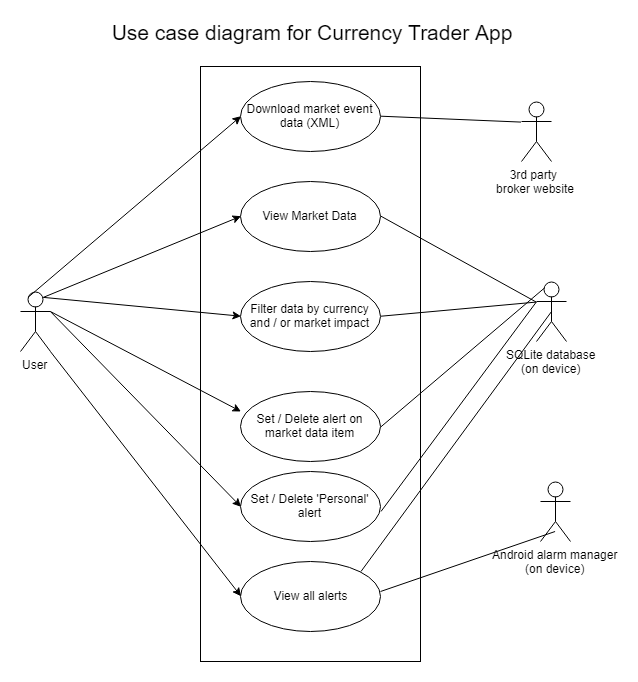 Use case diagram for Currency Trader App
Download market event
data (XML)
3rd party
broker website
View Market Data
Filter data by currency
and / or market impact
User
SQLite database
(on device)
Set / Delete alert on
market data item
Set / Delete 'Personal'
alert
Android alarm manager
(on device)
View all alerts